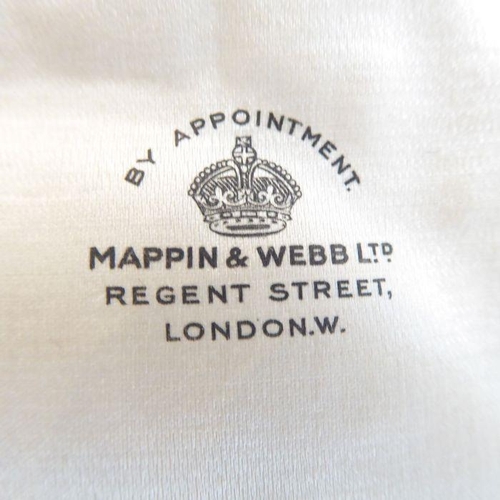 BY APPOINTMENT.
MAPPIN & WEBB LTD
REGENT STREET,
LONDON.W.